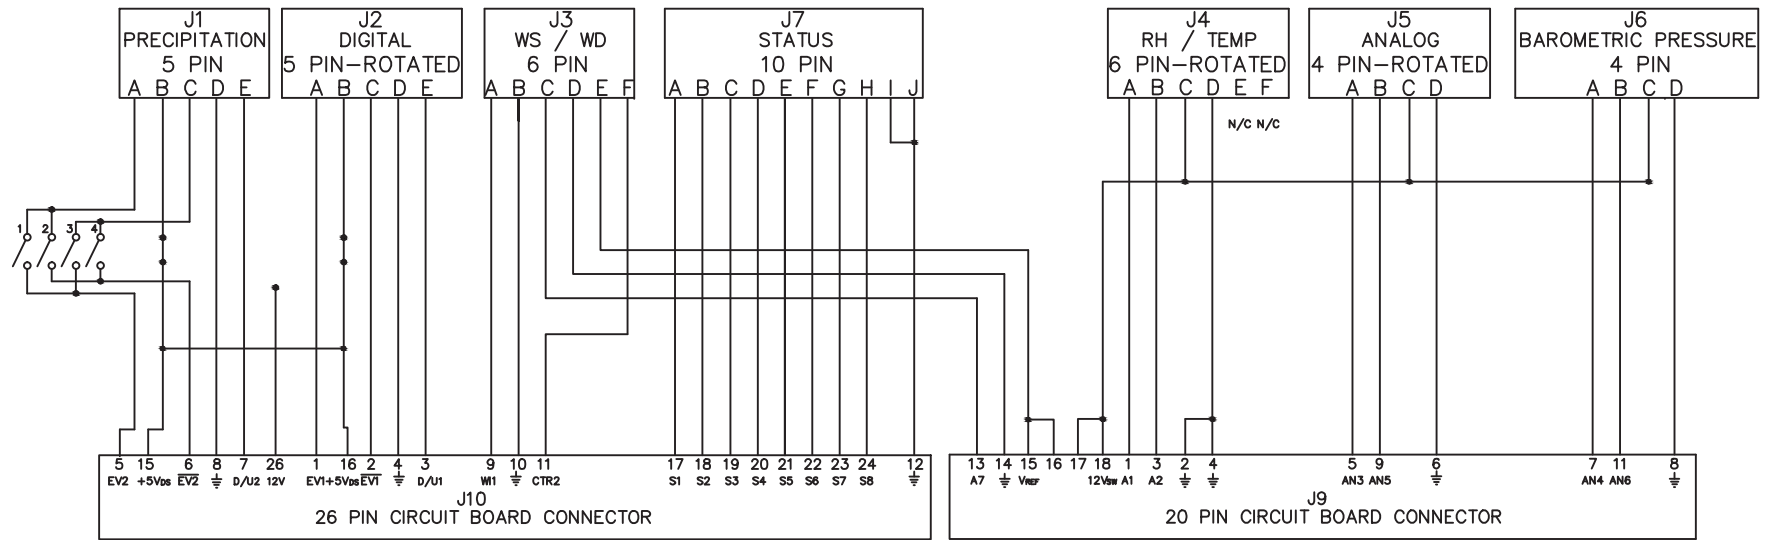 J1
PRECIPITATION
5 PIN
A B C D E
J2
DIGITAL
5 PIN-ROTATED
A B C D E
J3
WS / WD
6 PIN
A B C D E F
J7
STATUS
10 PIN
A B C D E F G H I J
J4
RH / TEMP
6 PIN-ROTATED
A B C D E F
N/C N/C
J5
ANALOG
4 PIN-ROTATED
A B C D
J6
BAROMETRIC PRESSURE
4 PIN
A B C D
1 2 3 4
5 15 6 8 7 26 1 16 2 4 3 9 10 11 17 18 19 20 21 22 23 24 12
EV2 +5VDS EV2 D/U2 12V EV1 +5VDS EV1 D/U1 WI1 CTR2 S1 S2 S3 S4 S5 S6 S7 S8
J10
26 PIN CIRCUIT BOARD CONNECTOR
13 14 15 16 17 18 1 3 2 4 5 9 6 7 11 8
A7 VREF 12VSW A1 A2 AN3 AN5 AN4 AN6
J9
20 PIN CIRCUIT BOARD CONNECTOR